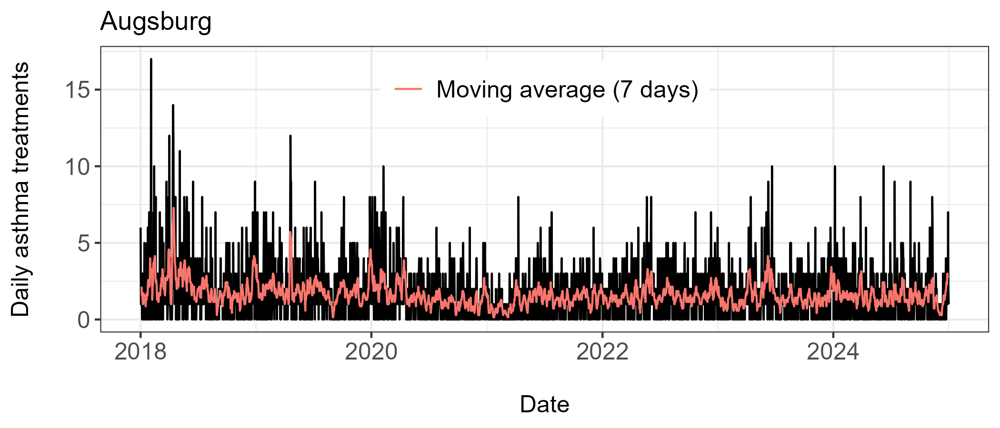 Augsburg
Daily asthma treatments
15
10
5
0
Moving average (7 days)
2018 2020 2022 2024
Date